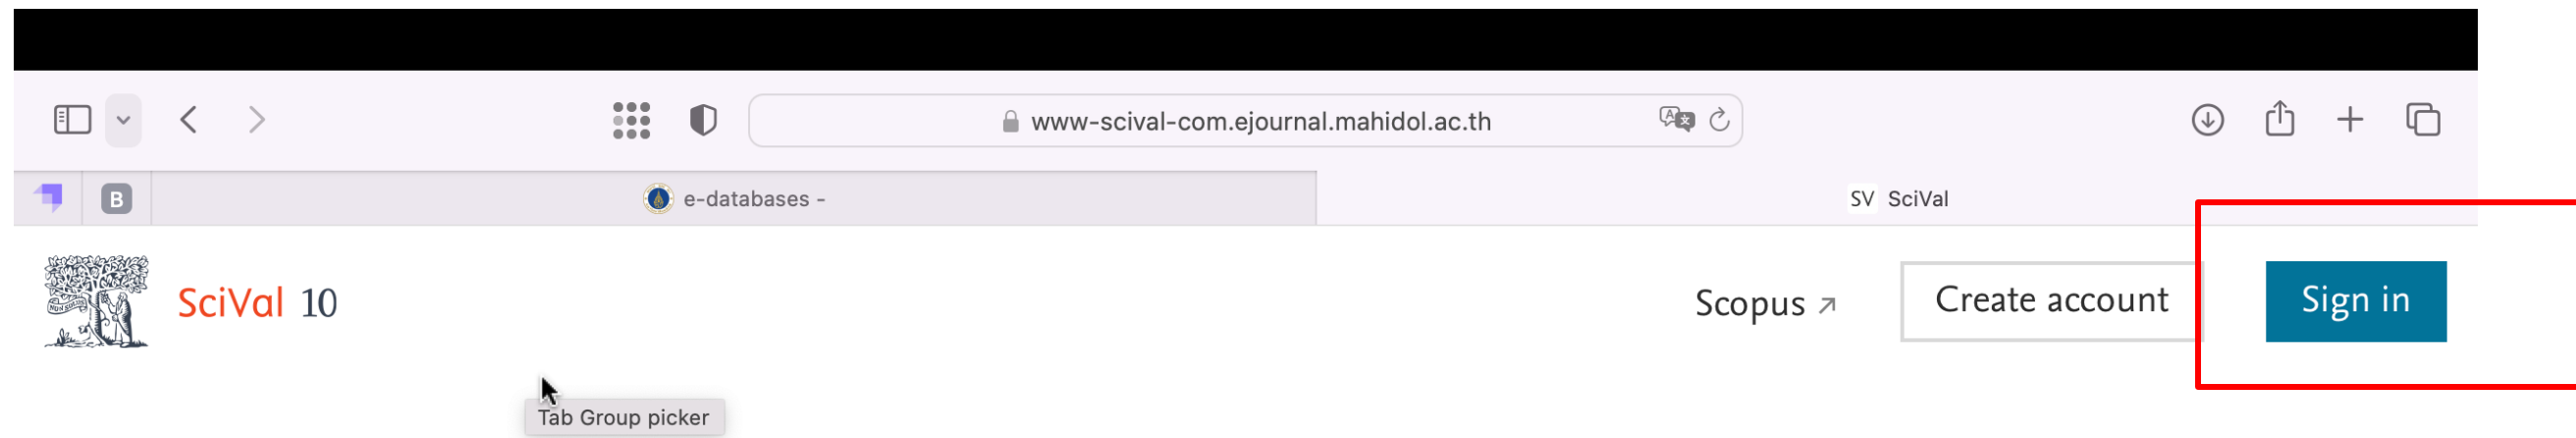 www-scival-com.ejournal.mahidol.ac.th
B
e-databases -
SV SciVal
SciVal 10
Scopus ↗
Create account
Sign in
Tab Group picker